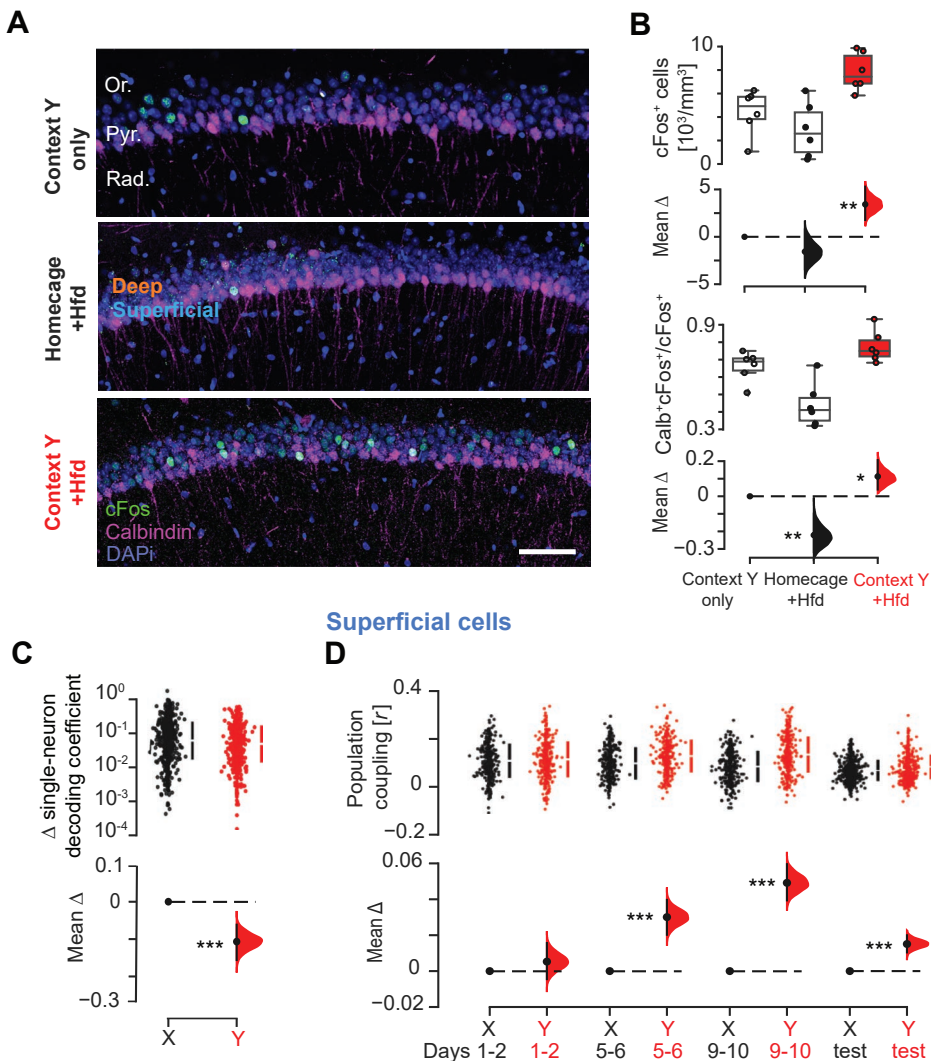 A
Context Y
only
Or.
Pyr.
Rad.
Homecage
+Hfd
Deep
Superficial
Context Y
+Hfd
cFos
Calbindin
DAPi
B
cFos⁺ cells
[10³/mm³]
10
5
0
Mean Δ
5
0
−5
**
Calb⁺cFos⁺/cFos⁺
0.9
0.3
Mean Δ
0.2
0
−0.3
**
*
Context Y
only
Homecage
+Hfd
Context Y
+Hfd
Superficial cells
C
Δ single-neuron
decoding coefficient
10⁰
10⁻¹
10⁻²
10⁻³
10⁻⁴
Mean Δ
0.1
0
−0.3
***
X
Y
D
Population
coupling [r]
0.4
0
−0.2
Mean Δ
0.06
0
−0.02
***
***
***
X Y X Y X Y X Y
Days 1-2 1-2 5-6 5-6 9-10 9-10 test test